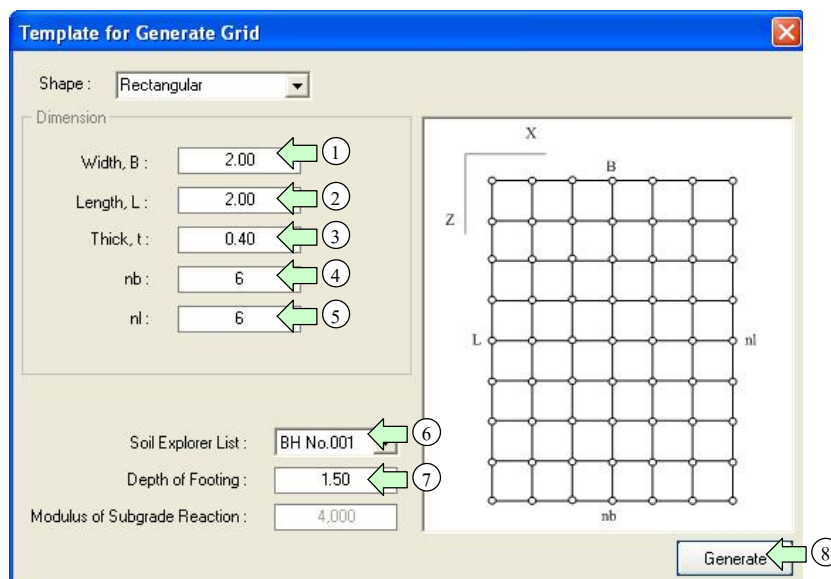 Template for Generate Grid
Shape : Rectangular
Dimension
Width, B : 2.00 1
Length, L : 2.00 2
Thick, t : 0.40 3
nb : 6 4
nl : 6 5
Soil Explorer List : BH No.001 6
Depth of Footing : 1.50 7
Modulus of Subgrade Reaction : 4,000
X
B
Z
L
nl
nb
Generate 8